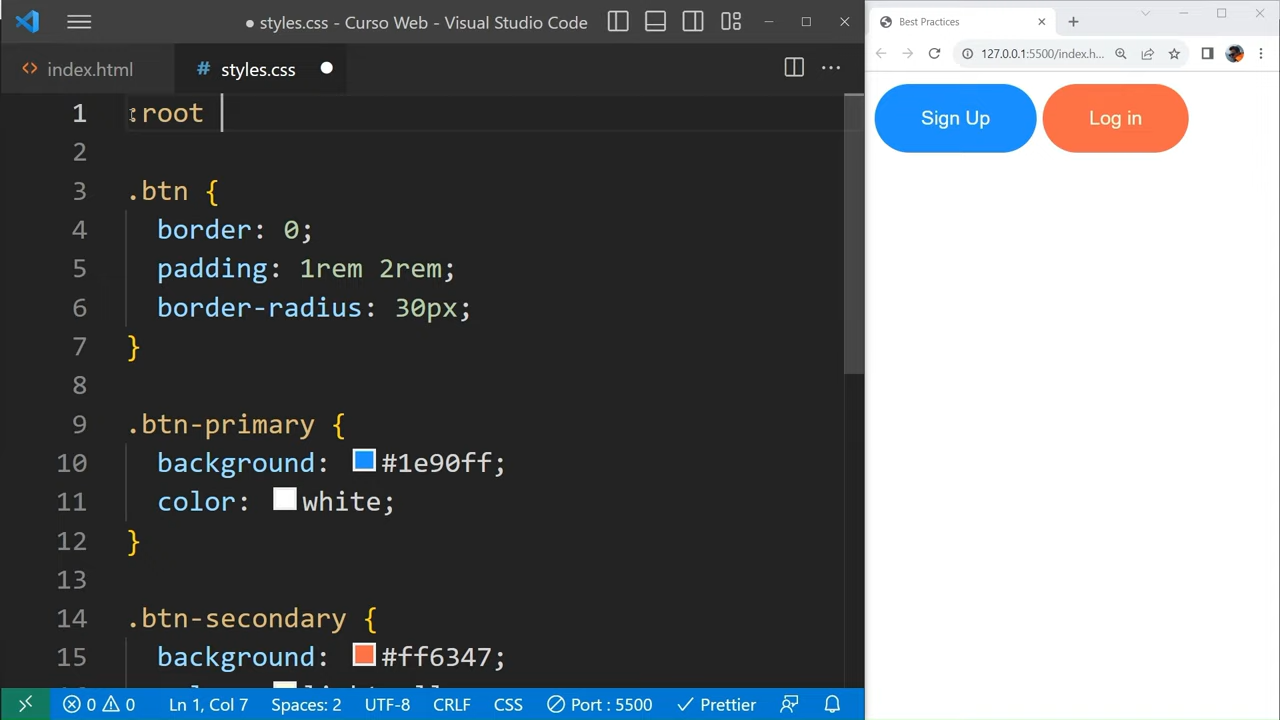 ● styles.css - Curso Web - Visual Studio Code
index.html
# styles.css
1 :root
2
3 .btn {
4 border: 0;
5 padding: 1rem 2rem;
6 border-radius: 30px;
7 }
8
9 .btn-primary {
10 background: #1e90ff;
11 color: white;
12 }
13
14 .btn-secondary {
15 background: #ff6347;
0 0 Ln 1, Col 7 Spaces: 2 UTF-8 CRLF CSS Port : 5500 Prettier
Best Practices
127.0.0.1:5500/index.h...
Sign Up Log in